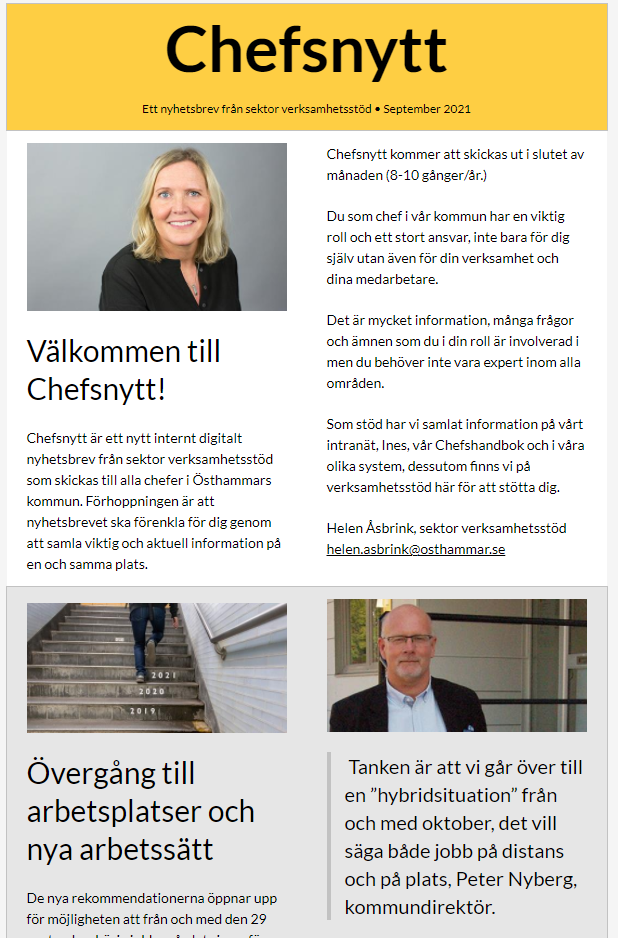 Chefsnytt
Ett nyhetsbrev från sektor verksamhetsstöd • September 2021
Välkommen till
Chefsnytt!
Chefsnytt är ett nytt internt digitalt
nyhetsbrev från sektor verksamhetsstöd
som skickas till alla chefer i Östhammars
kommun. Förhoppningen är att
nyhetsbrevet ska förenkla för dig genom
att samla viktig och aktuell information på
en och samma plats.
Chefsnytt kommer att skickas ut i slutet av
månaden (8-10 gånger/år.)
Du som chef i vår kommun har en viktig
roll och ett stort ansvar, inte bara för dig
själv utan även för din verksamhet och
dina medarbetare.
Det är mycket information, många frågor
och ämnen som du i din roll är involverad i
men du behöver inte vara expert inom alla
områden.
Som stöd har vi samlat information på vårt
intranät, Ines, vår Chefshandbok och i våra
olika system, dessutom finns vi på
verksamhetsstöd här för att stötta dig.
Helen Åsbrink, sektor verksamhetsstöd
helen.asbrink@osthammar.se
2021
2020
2019
Övergång till
arbetsplatser och
nya arbetssätt
De nya rekommendationerna öppnar upp
för möjligheten att från och med den 29
Tanken är att vi går över till
en ”hybridsituation” från
och med oktober, det vill
säga både jobb på distans
och på plats, Peter Nyberg,
kommundirektör.